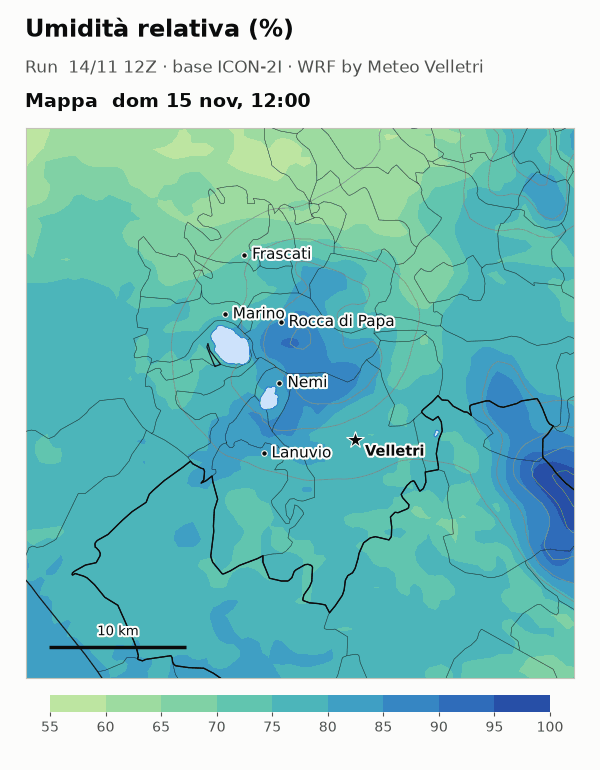 Umidità relativa (%)
Run  14/11 12Z · base ICON-2I · WRF by Meteo Velletri
Mappa  dom 15 nov, 12:00
Frascati
Marino
Rocca di Papa
Nemi
Velletri
Lanuvio
10 km
55 60 65 70 75 80 85 90 95 100